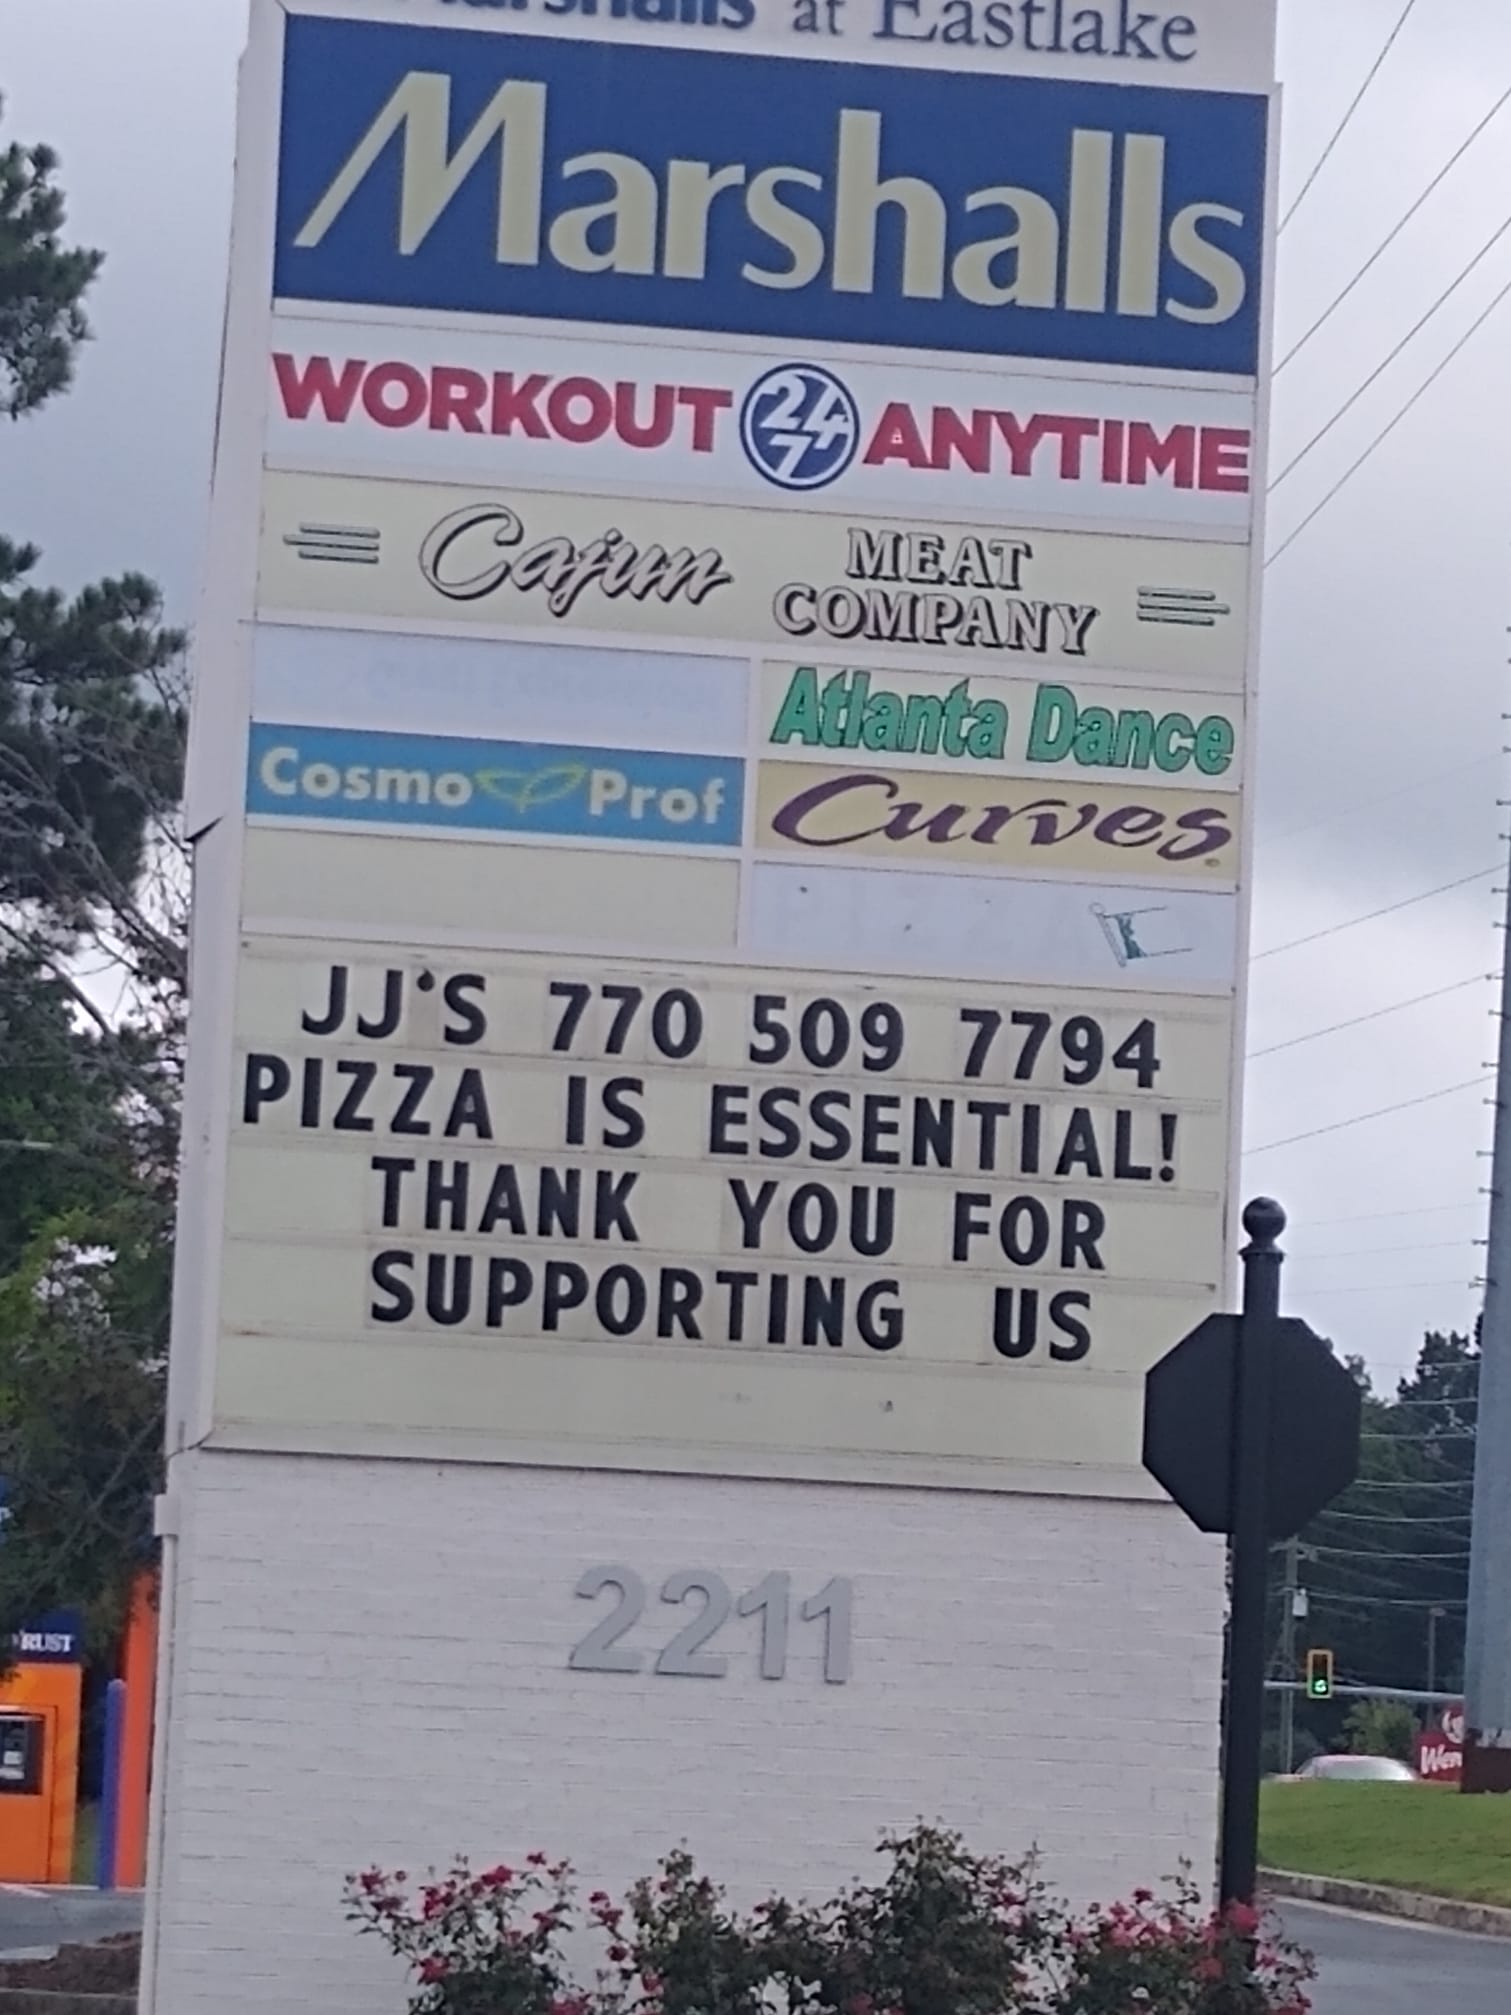 Marshalls at Eastlake
Marshalls
WORKOUT 24/7 ANYTIME
Cajun MEAT COMPANY
Atlanta Dance
Cosmo Prof
Curves
JJ'S 770 509 7794
PIZZA IS ESSENTIAL!
THANK YOU FOR
SUPPORTING US
2211